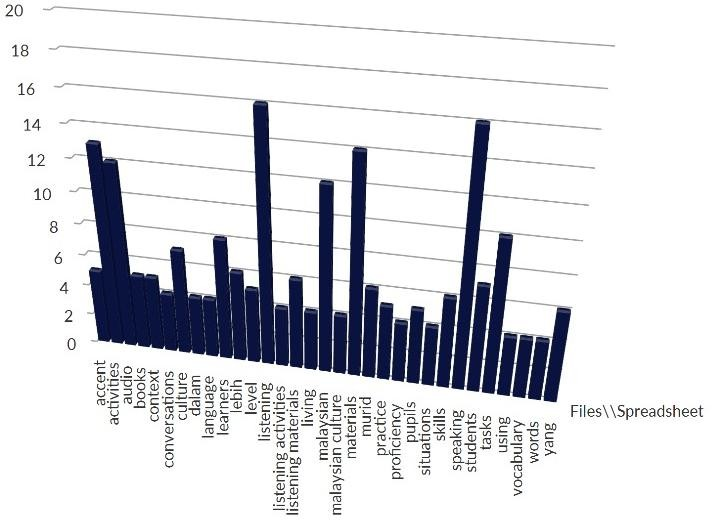 20
18
16
14
12
10
8
6
4
2
0
accent
activities
audio
books
context
conversations
culture
dalam
language
learners
lebih
level
listening
listening activities
listening materials
living
malaysian
malaysian culture
materials
murid
practice
proficiency
pupils
situations
skills
speaking
students
tasks
using
vocabulary
words
yang
Files\\Spreadsheet